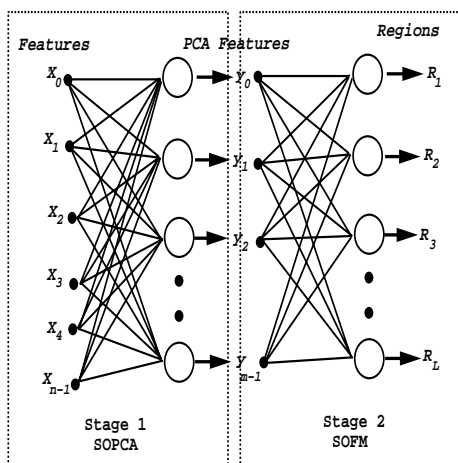 Features
PCA Features
Regions
X0
X1
X2
X3
X4
Xn-1
Y0
Y1
Y2
Ym-1
R1
R2
R3
RL
Stage 1
SOPCA
Stage 2
SOFM